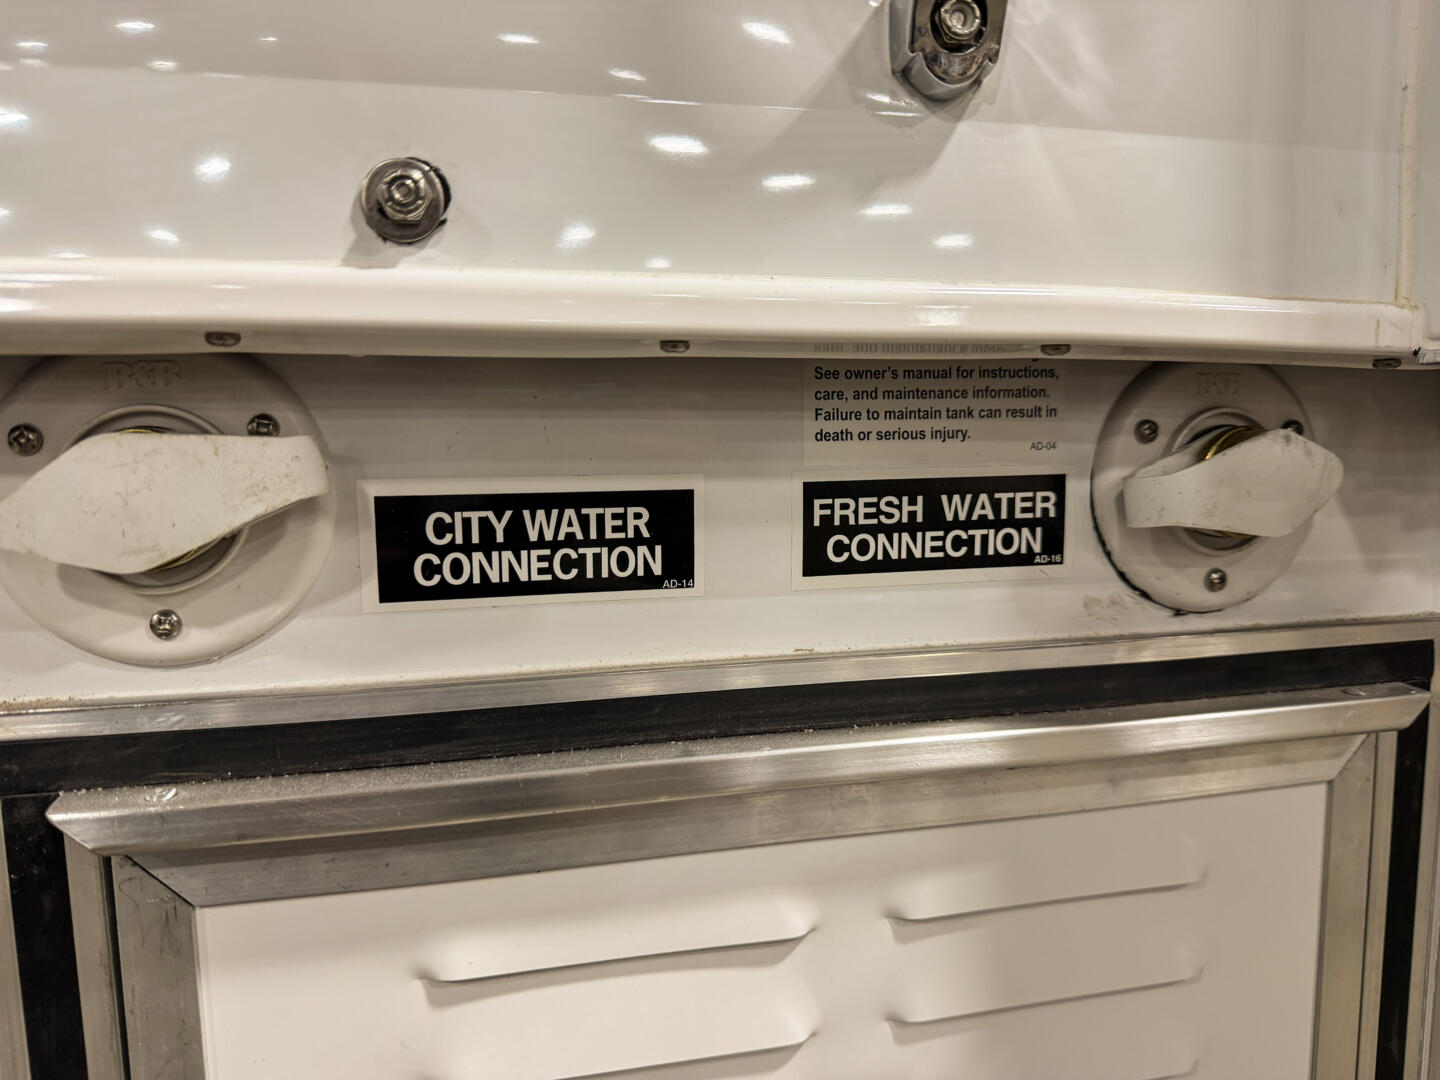 See owner's manual for instructions,
care, and maintenance information.
Failure to maintain tank can result in
death or serious injury.
AD-04
CITY WATER
CONNECTION
AD-14
FRESH WATER
CONNECTION
AD-16
B&B
B&B